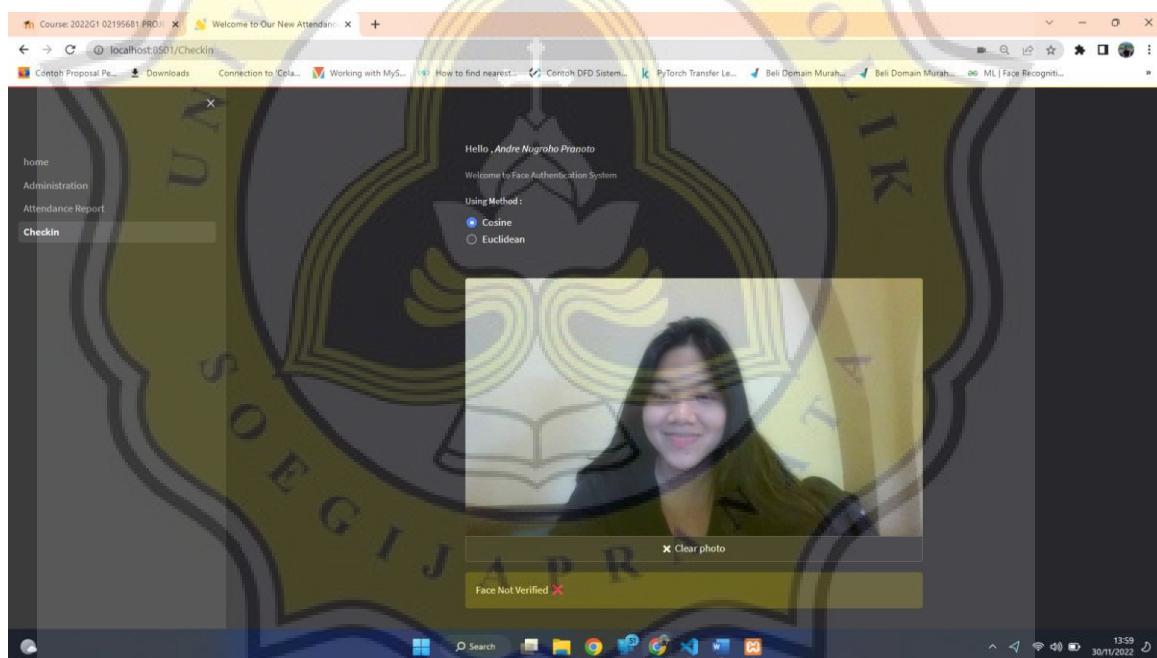 Course: 2022G1 02195681 PROJ
Welcome to Our New Attendanc
localhost:8501/Checkin
Contoh Proposal Pe...
Downloads
Connection to 'Cola...
Working with MyS...
How to find nearest...
Contoh DFD Sistem...
PyTorch Transfer Le...
Beli Domain Murah...
Beli Domain Murah...
ML | Face Recogniti...
home
Administration
Attendance Report
Checkin
Hello , Andre Nugroho Pranoto
Welcome to Face Authentication System
Using Method :
Cosine
Euclidean
Clear photo
Face Not Verified
SOEGIJAPRANATA
Search
13:59
30/11/2022